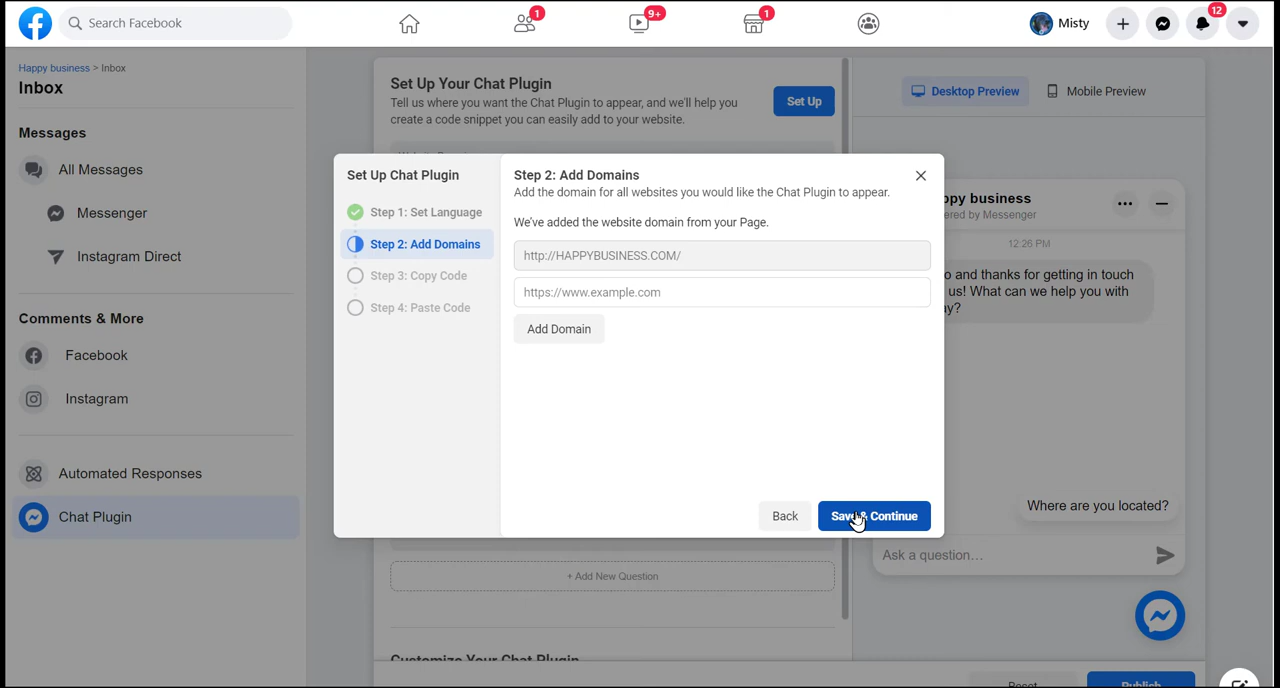 Search Facebook
1
9+
1
Misty
12
Happy business > Inbox
Inbox
Messages
All Messages
Messenger
Instagram Direct
Comments & More
Facebook
Instagram
Automated Responses
Chat Plugin
Set Up Your Chat Plugin
Tell us where you want the Chat Plugin to appear, and we'll help you
create a code snippet you can easily add to your website.
Set Up
Desktop Preview
Mobile Preview
Set Up Chat Plugin
Step 1: Set Language
Step 2: Add Domains
Step 3: Copy Code
Step 4: Paste Code
Step 2: Add Domains
Add the domain for all websites you would like the Chat Plugin to appear.
We've added the website domain from your Page.
http://HAPPYBUSINESS.COM/
https://www.example.com
Add Domain
Back
Save & Continue
ppy business
ered by Messenger
12:26 PM
o and thanks for getting in touch
us! What can we help you with
ay?
Where are you located?
Ask a question...
+ Add New Question
Customize Your Chat Plugin
Reset
Publish